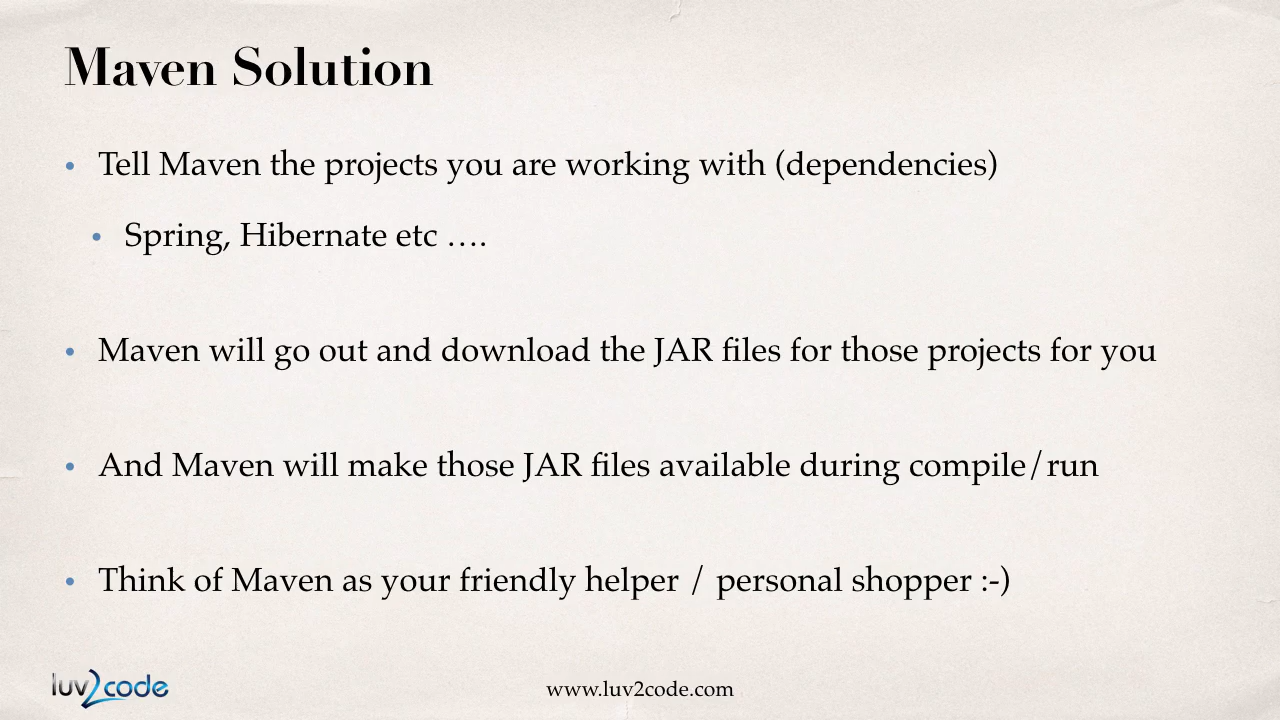 Maven Solution
• Tell Maven the projects you are working with (dependencies)
• Spring, Hibernate etc ….
• Maven will go out and download the JAR files for those projects for you
• And Maven will make those JAR files available during compile/run
• Think of Maven as your friendly helper / personal shopper :-)
luv2code
www.luv2code.com